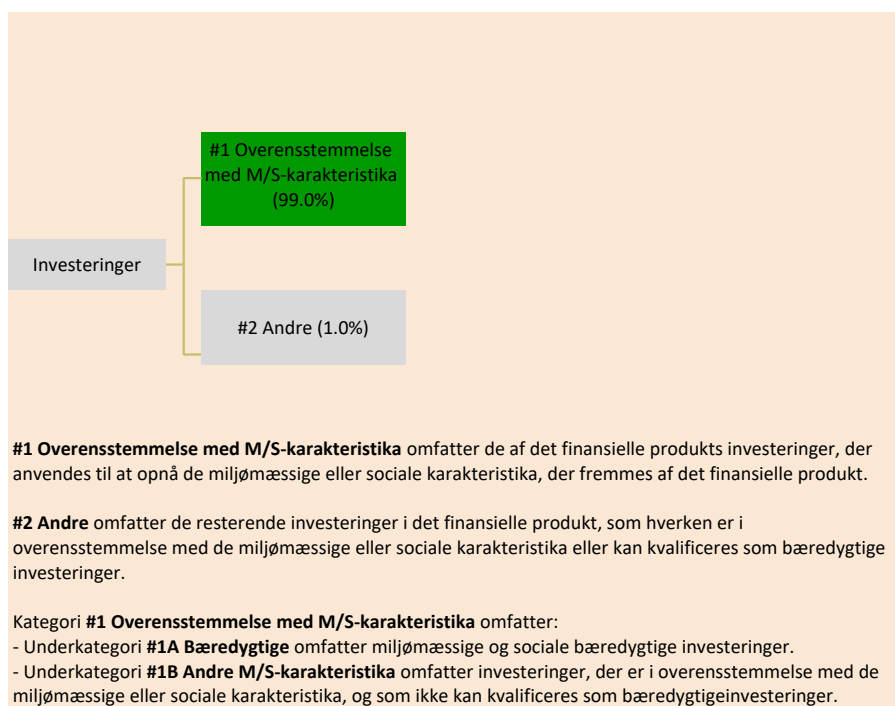 #1 Overensstemmelse
med M/S-karakteristika
(99.0%)
Investeringer
#2 Andre (1.0%)
#1 Overensstemmelse med M/S-karakteristika omfatter de af det finansielle produkts investeringer, der
anvendes til at opnå de miljømæssige eller sociale karakteristika, der fremmes af det finansielle produkt.
#2 Andre omfatter de resterende investeringer i det finansielle produkt, som hverken er i
overensstemmelse med de miljømæssige eller sociale karakteristika eller kan kvalificeres som bæredygtige
investeringer.
Kategori #1 Overensstemmelse med M/S-karakteristika omfatter:
- Underkategori #1A Bæredygtige omfatter miljømæssige og sociale bæredygtige investeringer.
- Underkategori #1B Andre M/S-karakteristika omfatter investeringer, der er i overensstemmelse med de
miljømæssige eller sociale karakteristika, og som ikke kan kvalificeres som bæredygtigeinvesteringer.